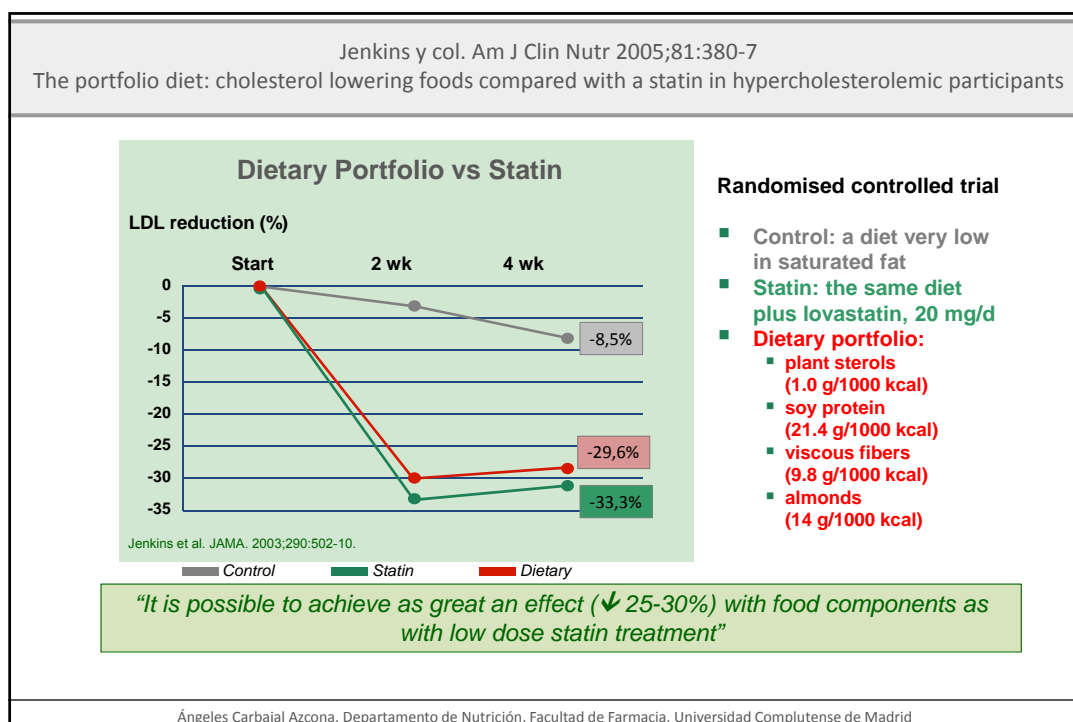 Jenkins y col. Am J Clin Nutr 2005;81:380-7
The portfolio diet: cholesterol lowering foods compared with a statin in hypercholesterolemic participants
Dietary Portfolio vs Statin
LDL reduction (%)
Start 2 wk 4 wk
0
-5
-10
-15
-20
-25
-30
-35
-8,5%
-29,6%
-33,3%
Jenkins et al. JAMA. 2003;290:502-10.
Control Statin Dietary
Randomised controlled trial
▪ Control: a diet very low
in saturated fat
▪ Statin: the same diet
plus lovastatin, 20 mg/d
▪ Dietary portfolio:
▪ plant sterols
(1.0 g/1000 kcal)
▪ soy protein
(21.4 g/1000 kcal)
▪ viscous fibers
(9.8 g/1000 kcal)
▪ almonds
(14 g/1000 kcal)
“It is possible to achieve as great an effect (↓ 25-30%) with food components as
with low dose statin treatment”
Ángeles Carbajal Azcona. Departamento de Nutrición. Facultad de Farmacia. Universidad Complutense de Madrid